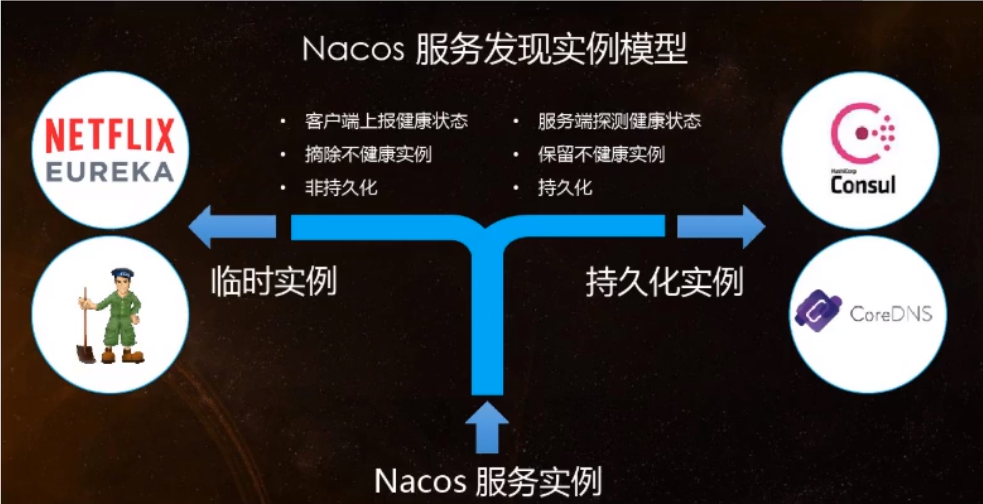 Nacos 服务发现实例模型
NETFLIX
EUREKA
• 客户端上报健康状态
• 摘除不健康实例
• 非持久化
• 服务端探测健康状态
• 保留不健康实例
• 持久化
HashiCorp
Consul
临时实例
持久化实例
CoreDNS
Nacos 服务实例